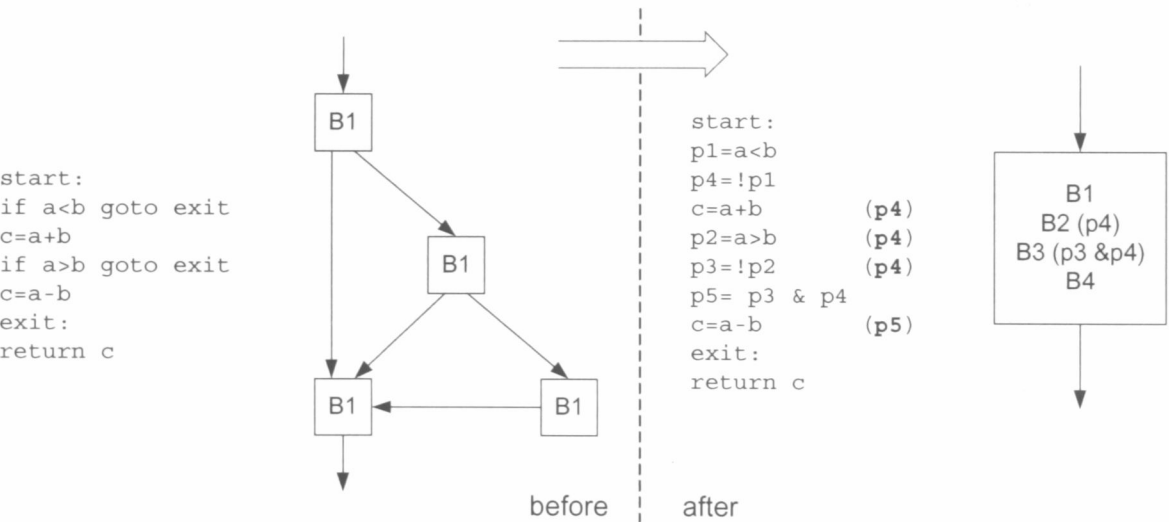 start:
if a<b goto exit
c=a+b
if a>b goto exit
c=a-b
exit:
return c
B1
B1
B1
B1
before
after
start:
p1=a<b
p4=!p1
c=a+b (p4)
p2=a>b (p4)
p3=!p2 (p4)
p5= p3 & p4
c=a-b (p5)
exit:
return c
B1
B2 (p4)
B3 (p3 &p4)
B4